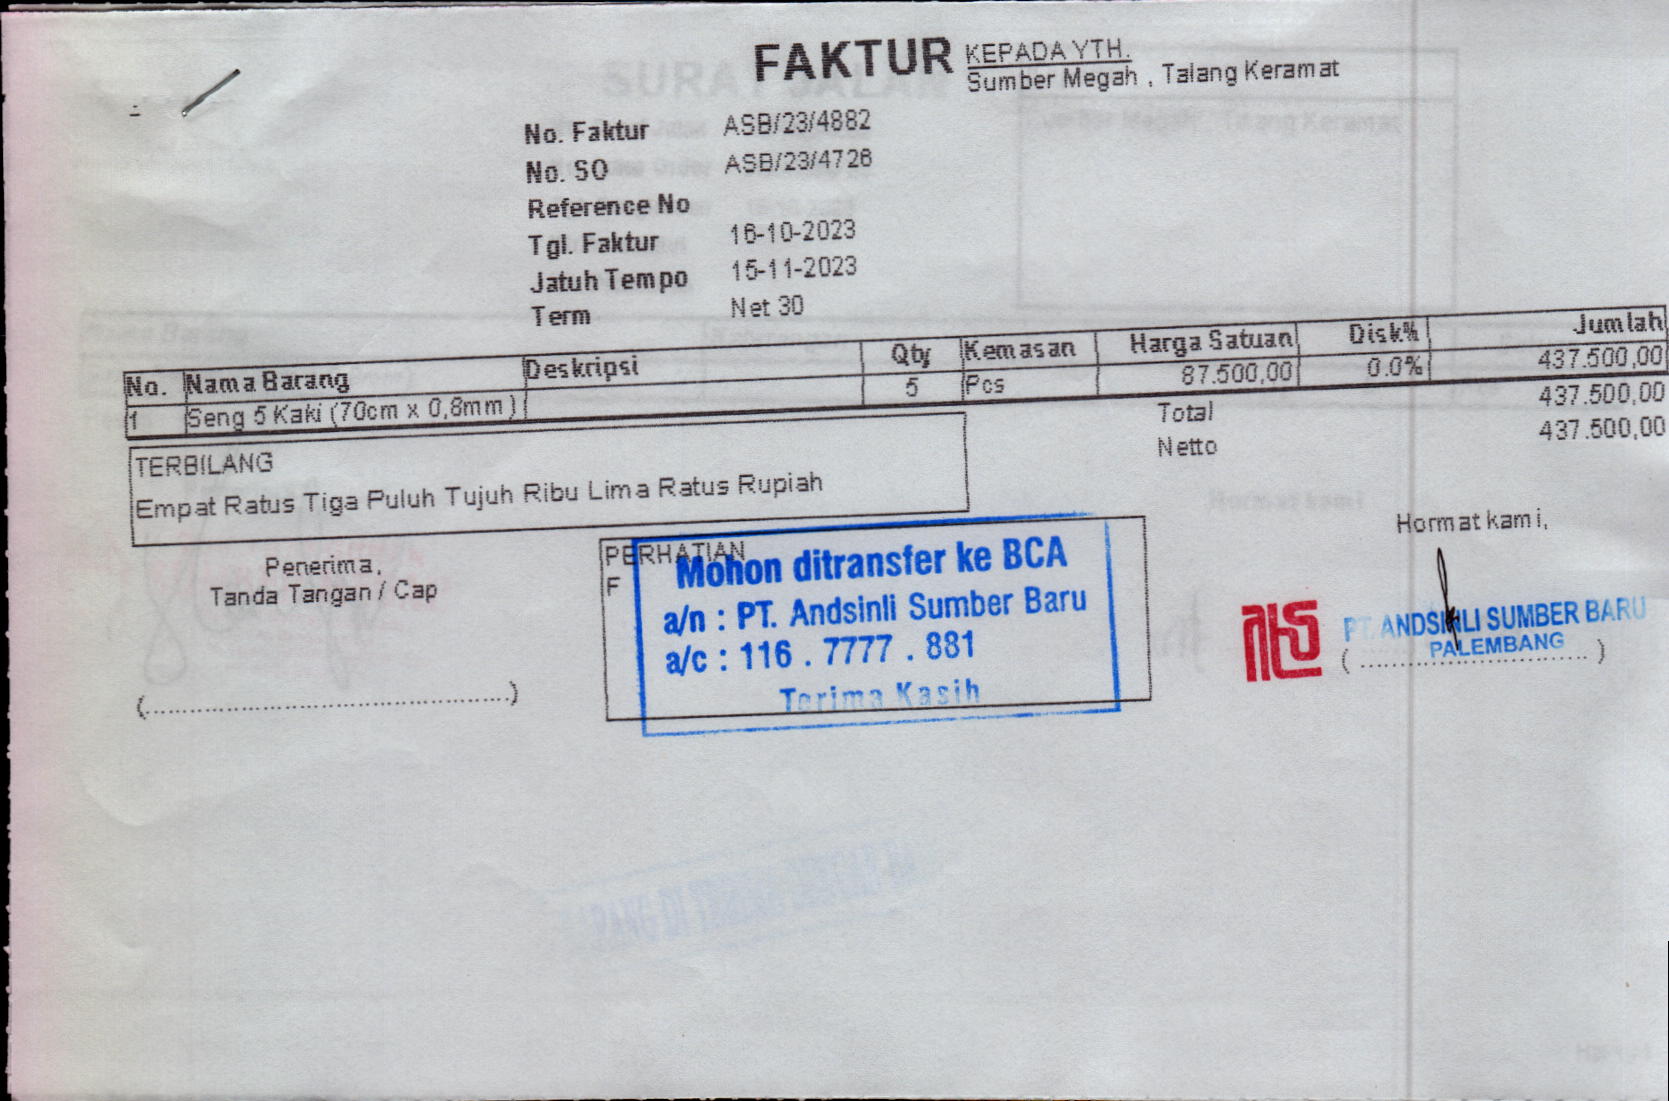 FAKTUR
KEPADA YTH.
Sumber Megah , Talang Keramat
No. Faktur ASB/23/4882
No. SO ASB/23/4728
Reference No
Tgl. Faktur 16-10-2023
Jatuh Tempo 15-11-2023
Term Net 30
No. Nama Barang Deskripsi Qty Kemasan Harga Satuan Disk% Jumlah
1 Seng 5 Kaki (70cm x 0,8mm) 5 Pcs 87.500,00 0.0% 437.500,00
Total 437.500,00
Netto 437.500,00
TERBILANG
Empat Ratus Tiga Puluh Tujuh Ribu Lima Ratus Rupiah
Penerima,
Tanda Tangan / Cap
(..............................................)
PERHATIAN
F
Mohon ditransfer ke BCA
a/n : PT. Andsinli Sumber Baru
a/c : 116 . 7777 . 881
Terima Kasih
Hormat kami,
PT. ANDSINLI SUMBER BARU
PALEMBANG
( .............................. )